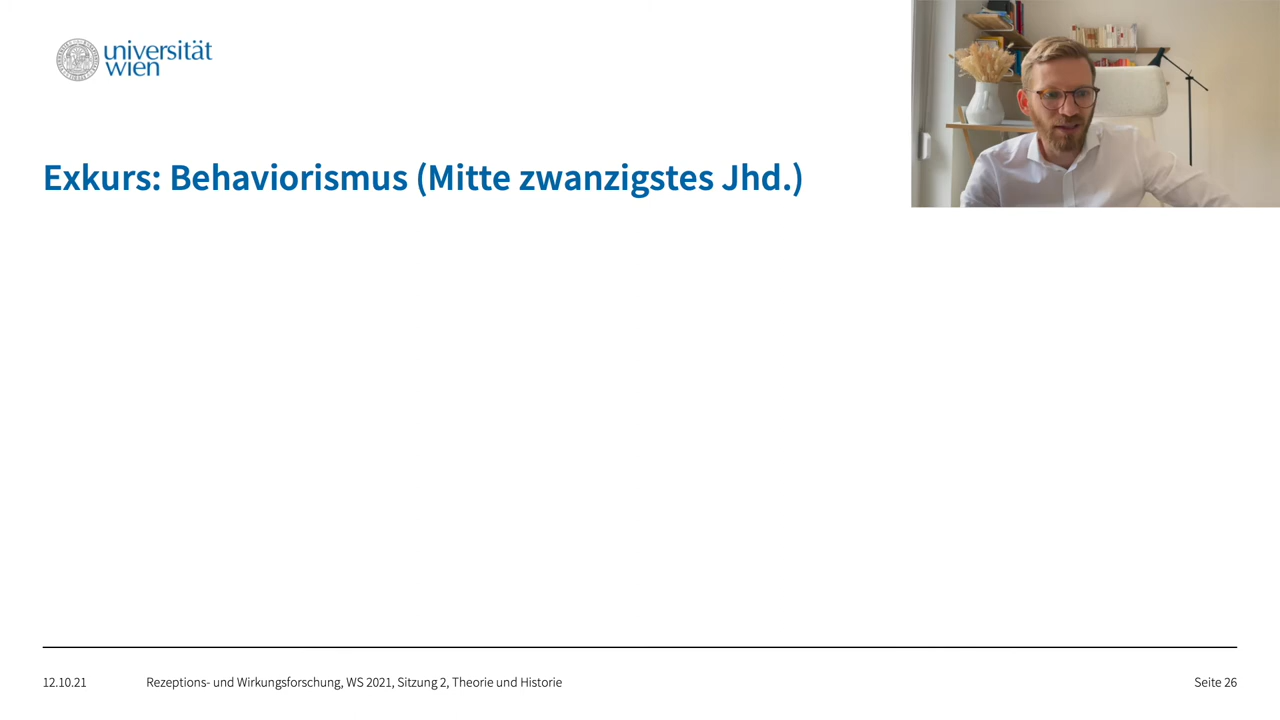 universität
wien
Exkurs: Behaviorismus (Mitte zwanzigstes Jhd.)
12.10.21 Rezeptions- und Wirkungsforschung, WS 2021, Sitzung 2, Theorie und Historie Seite 26